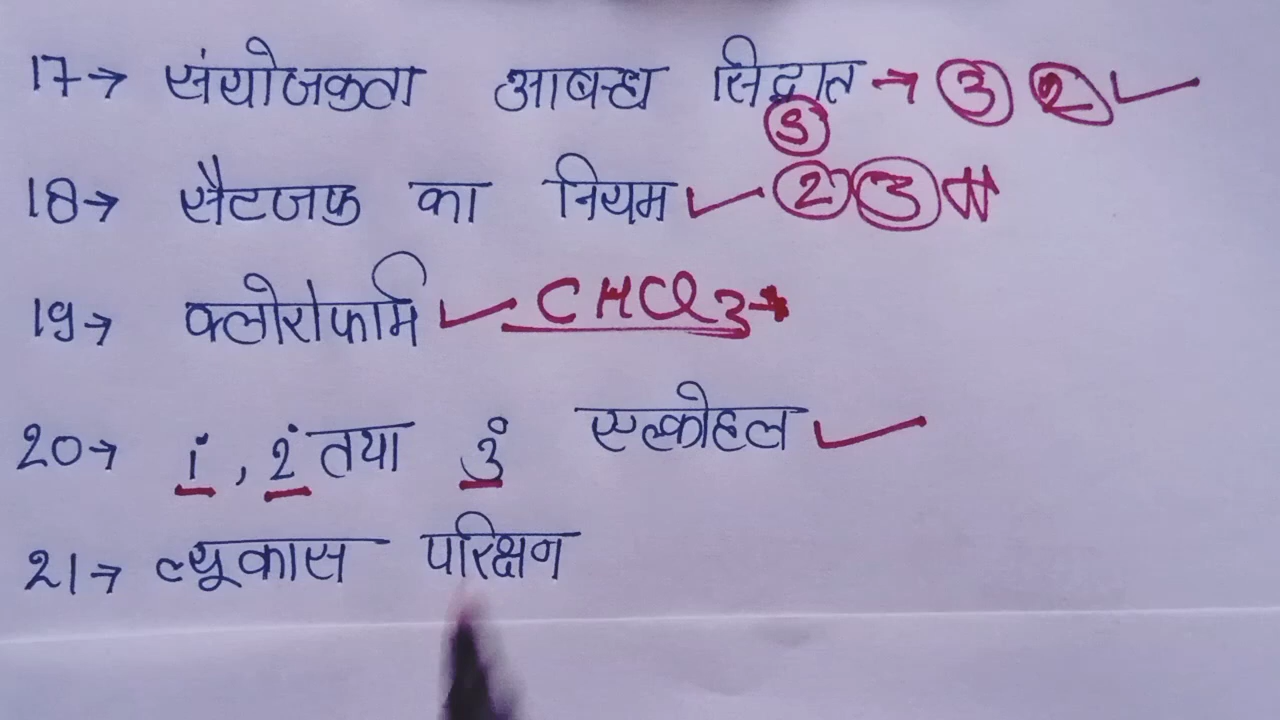 17→ संयोजकता आबन्ध सिद्धांत → 3 2
5
18→ सैटजफ का नियम 2 3
19→ क्लोरोफार्म CHCl3→
20→ 1°, 2° तथा 3° एल्कोहल
21→ ल्यूकास परिक्षण